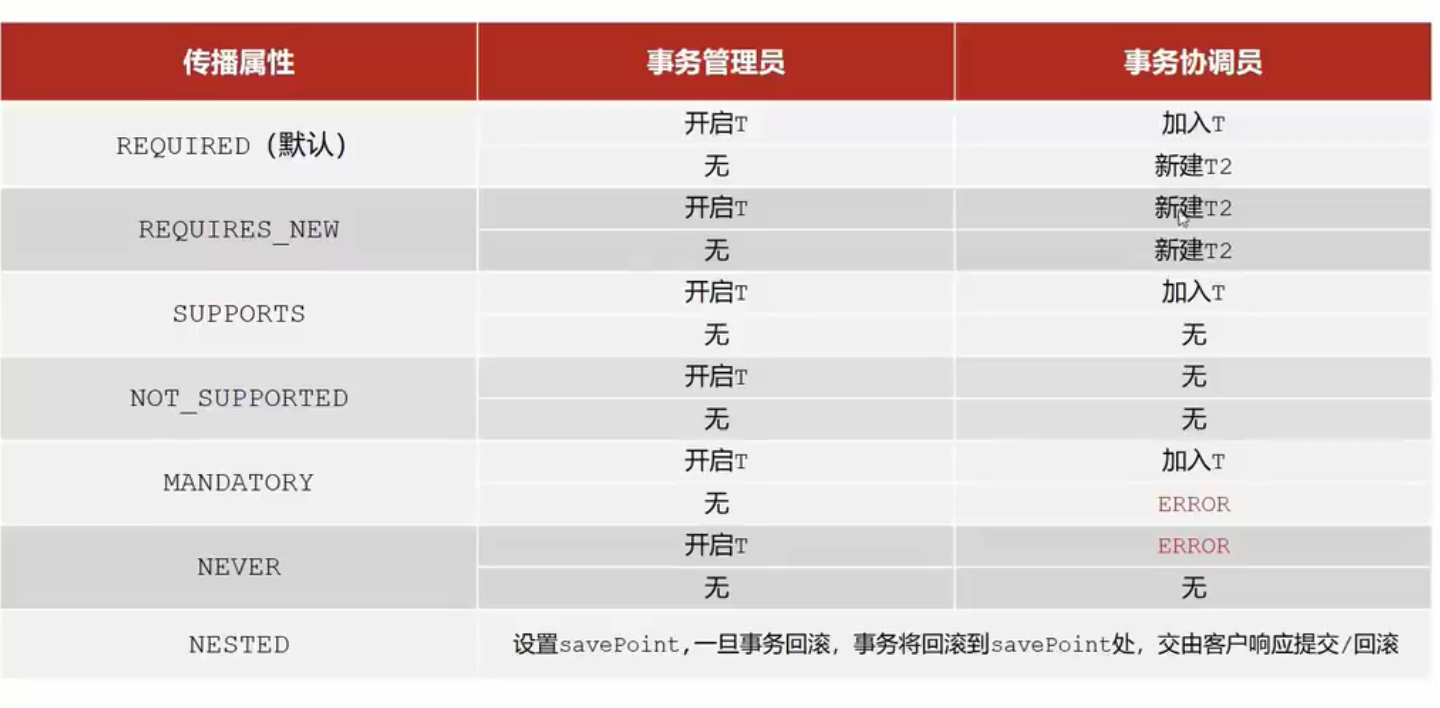 传播属性 事务管理员 事务协调员
REQUIRED（默认） 开启T 加入T
无 新建T2
REQUIRES_NEW 开启T 新建T2
无 新建T2
SUPPORTS 开启T 加入T
无 无
NOT_SUPPORTED 开启T 无
无 无
MANDATORY 开启T 加入T
无 ERROR
NEVER 开启T ERROR
无 无
NESTED 设置savePoint,一旦事务回滚，事务将回滚到savePoint处，交由客户响应提交/回滚